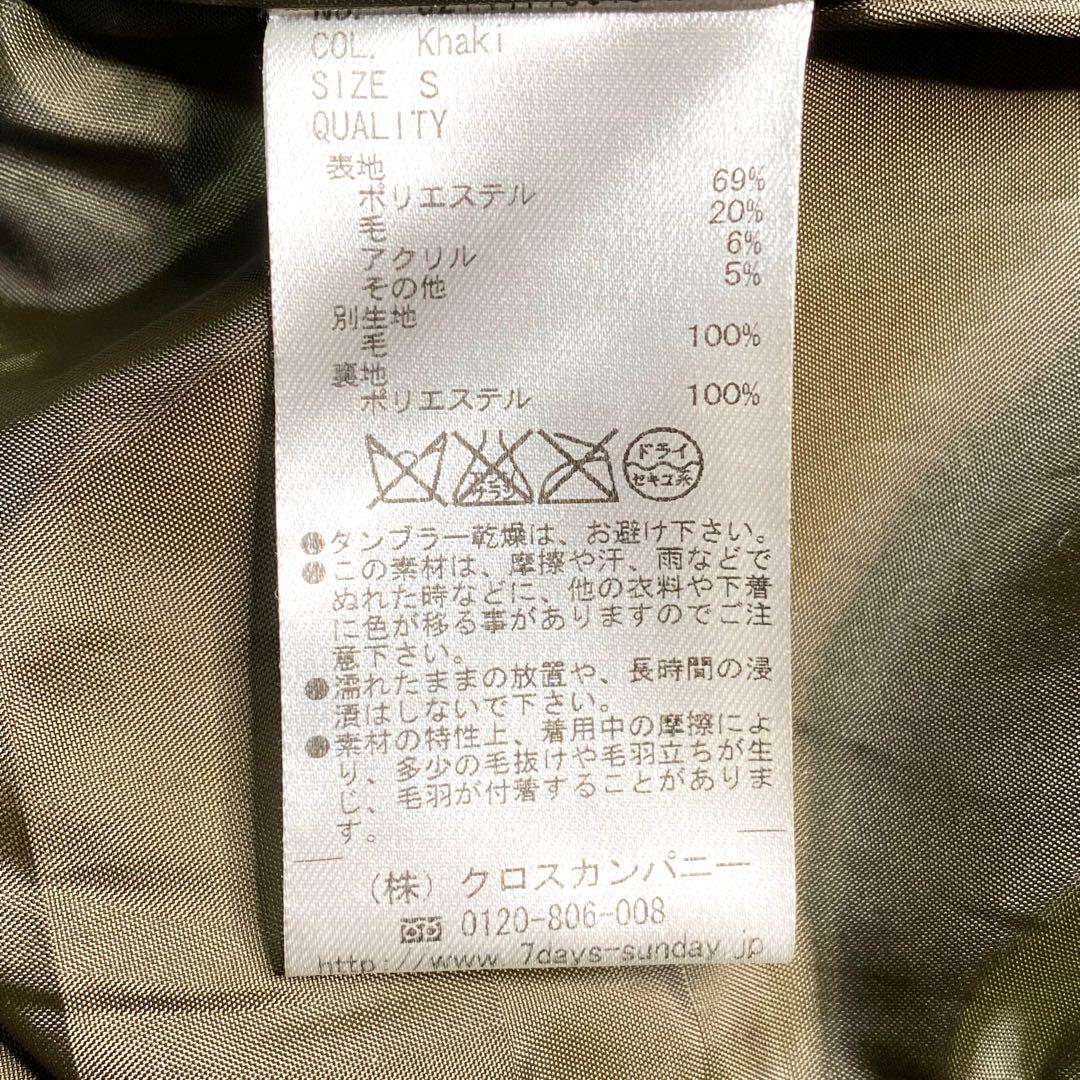 COL. Khaki
SIZE S
QUALITY
表地
ポリエステル 69%
毛 20%
アクリル 6%
その他 5%
別生地
毛 100%
裏地
ポリエステル 100%
ドライ
セキユ系
●タンブラー乾燥は、お避け下さい。
●この素材は、摩擦や汗、雨などで
ぬれた時などに、他の衣料や下着
に色が移る事がありますのでご注
意下さい。
●濡れたままの放置や、長時間の浸
漬はしないで下さい。
●素材の特性上、着用中の摩擦によ
り、多少の毛抜けや毛羽立ちが生
じ、毛羽が付着することがありま
す。
(株)クロスカンパニー
0120-806-008
http://www.7days-sunday.jp